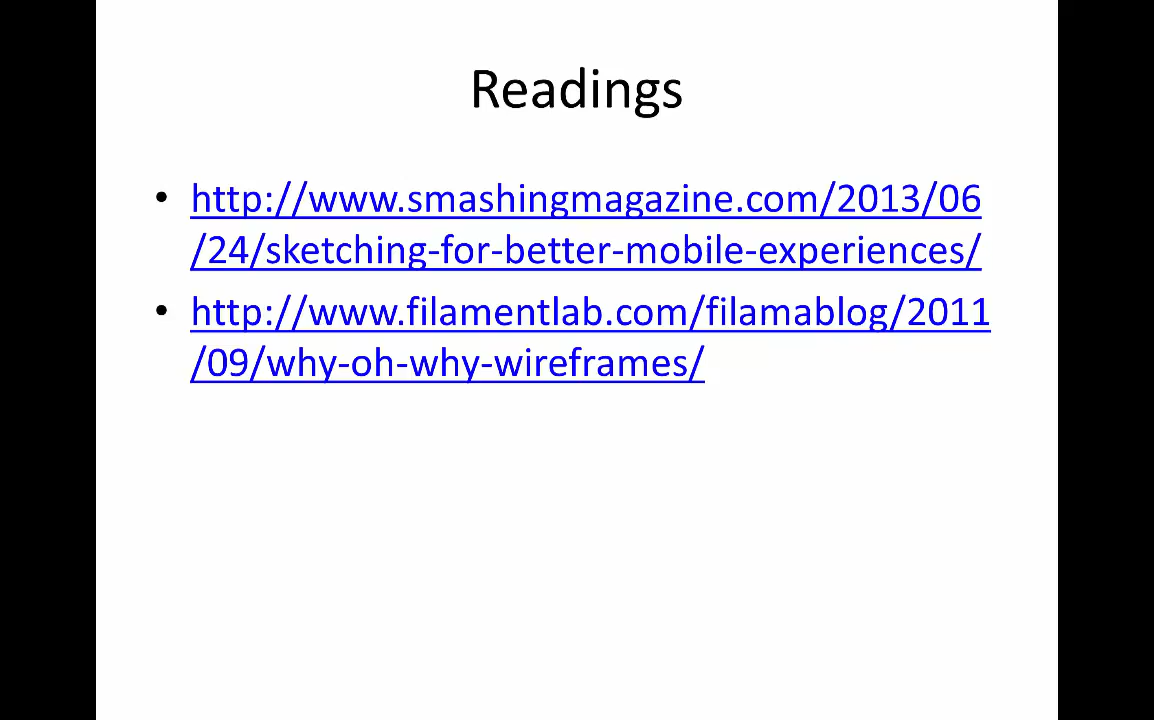 Readings
• http://www.smashingmagazine.com/2013/06
/24/sketching-for-better-mobile-experiences/
• http://www.filamentlab.com/filamablog/2011
/09/why-oh-why-wireframes/